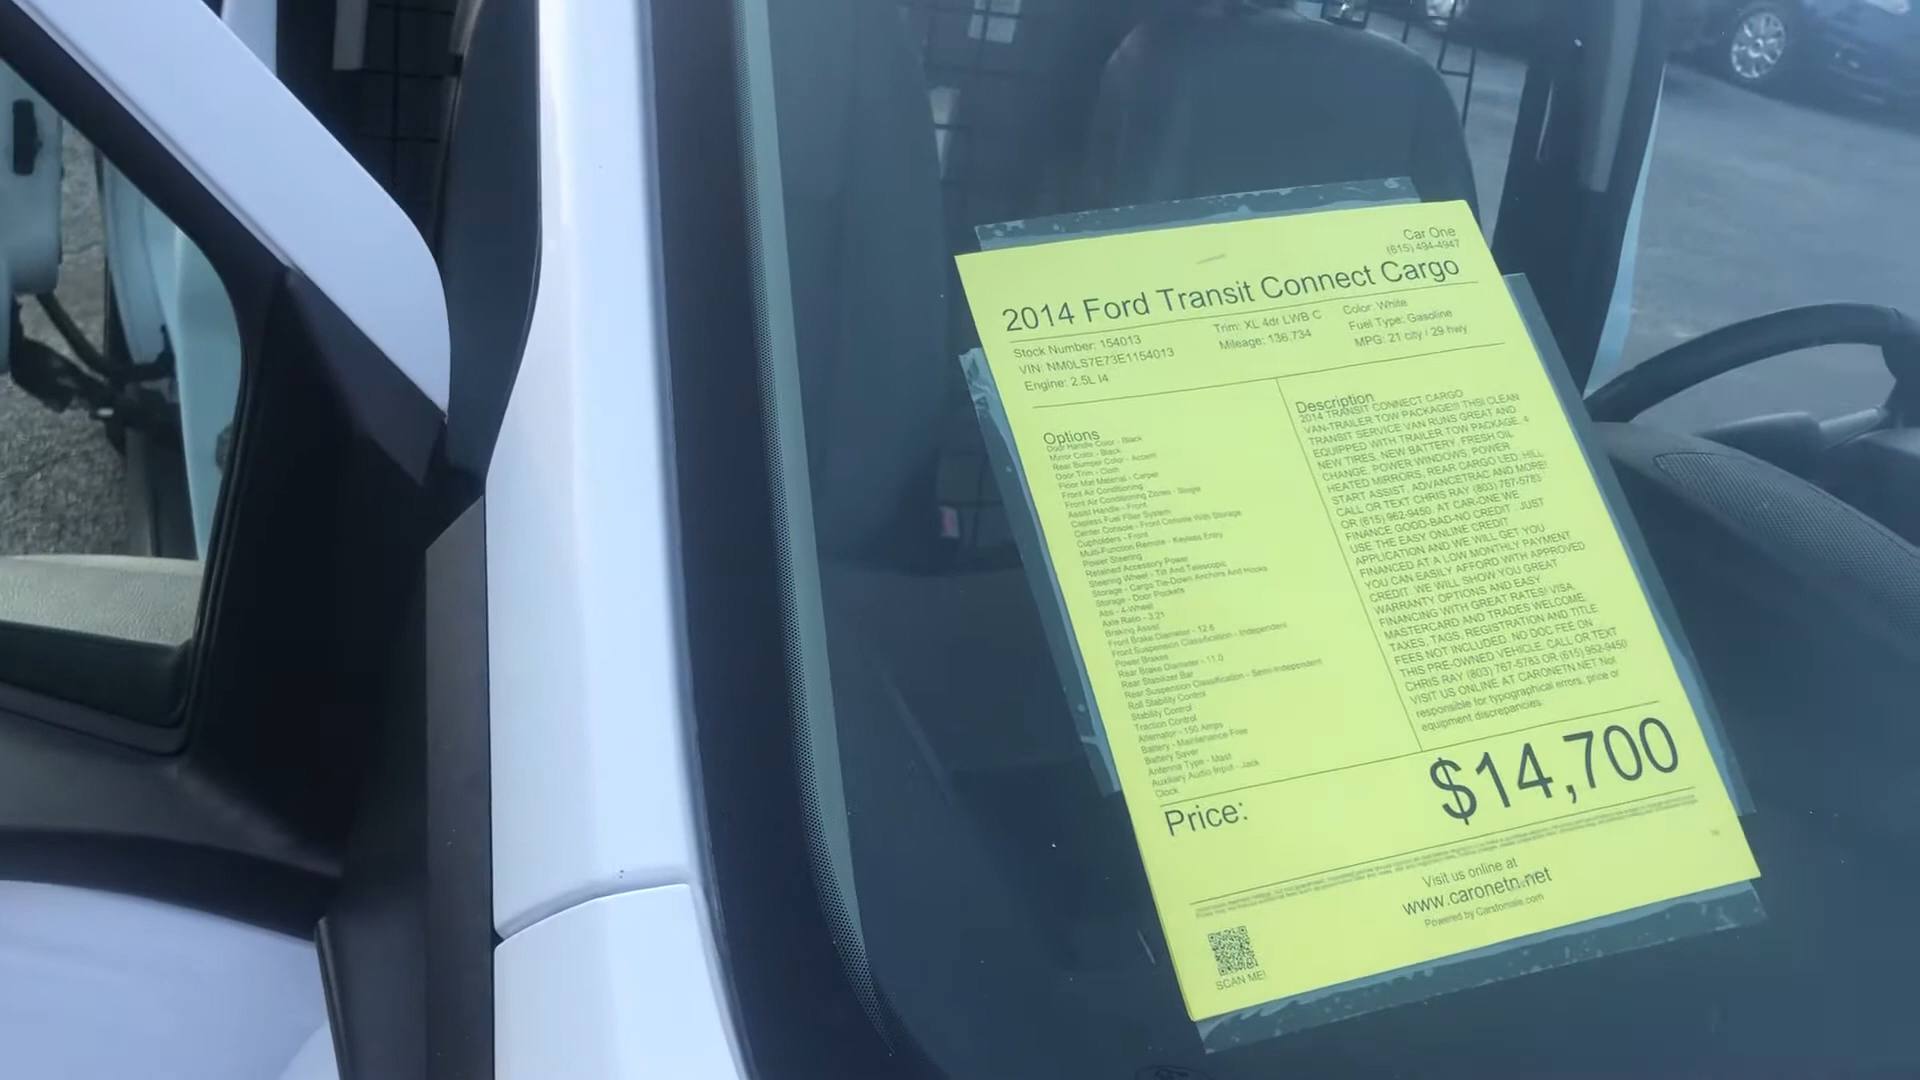 Car One
(615) 494-4947
2014 Ford Transit Connect Cargo
Stock Number: 154013
VIN: NM0LS7E73E1154013
Engine: 2.5L I4
Trim: XL 4dr LWB C
Mileage: 136,734
Color: White
Fuel Type: Gasoline
MPG: 21 city / 29 hwy
Options
Door Handle Color - Black
Mirror Color - Black
Rear Bumper Color - Accent
Door Trim - Cloth
Floor Mat Material - Carpet
Front Air Conditioning
Front Air Conditioning Zones - Single
Assist Handle - Front
Capless Fuel Filler System
Center Console - Front Console With Storage
Cupholders - Front
Multi-Function Remote - Keyless Entry
Power Steering
Retained Accessory Power
Steering Wheel - Tilt And Telescopic
Storage - Cargo Tie-Down Anchors And Hooks
Storage - Door Pockets
Abs - 4-Wheel
Axle Ratio - 3.21
Braking Assist
Front Brake Diameter - 12.6
Front Suspension Classification - Independent
Power Brakes
Rear Brake Diameter - 11.0
Rear Stabilizer Bar
Rear Suspension Classification - Semi-Independent
Roll Stability Control
Stability Control
Traction Control
Alternator - 150 Amps
Battery - Maintenance-Free
Battery Saver
Antenna Type - Mast
Auxiliary Audio Input - Jack
Clock
Description
2014 TRANSIT CONNECT CARGO
VAN-TRAILER TOW PACKAGE!!! THSI CLEAN
TRANSIT SERVICE VAN RUNS GREAT AND
EQUIPPED WITH TRAILER TOW PACKAGE, 4
NEW TIRES, NEW BATTERY, FRESH OIL
CHANGE, POWER WINDOWS, POWER
HEATED MIRRORS, REAR CARGO LED, HILL
START ASSIST, ADVANCETRAC AND MORE!
CALL OR TEXT CHRIS RAY (803) 767-5783
OR (615) 962-9450. AT CAR-ONE WE
FINANCE GOOD-BAD-NO CREDIT... JUST
USE THE EASY ONLINE CREDIT
APPLICATION AND WE WILL GET YOU
FINANCED AT A LOW MONTHLY PAYMENT
YOU CAN EASILY AFFORD WITH APPROVED
CREDIT. WE WILL SHOW YOU GREAT
WARRANTY OPTIONS AND EASY
FINANCING WITH GREAT RATES! VISA,
MASTERCARD AND TRADES WELCOME.
TAXES, TAGS, REGISTRATION AND TITLE
FEES NOT INCLUDED. NO DOC FEE ON
THIS PRE-OWNED VEHICLE. CALL OR TEXT
CHRIS RAY (803) 767-5783 OR (615) 962-9450
VISIT US ONLINE AT CARONETN.NET Not
responsible for typographical errors, price or
equipment discrepancies.
Price:
$14,700
Visit us online at
www.caronetn.net
Powered by Carsforsale.com
SCAN ME!